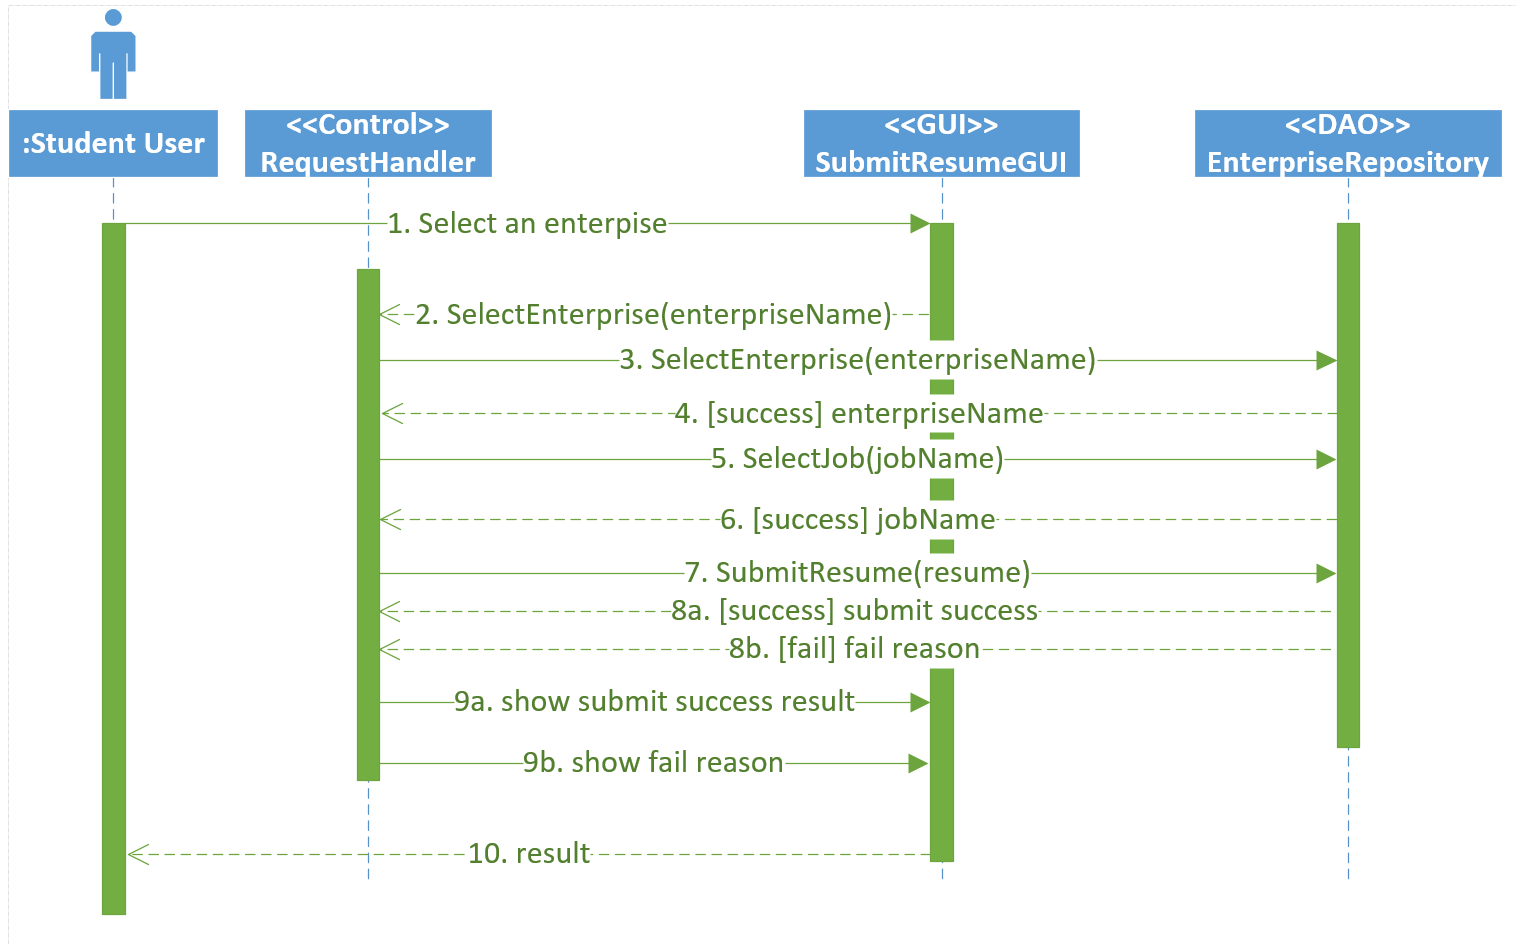 :Student User
<<Control>>
RequestHandler
<<GUI>>
SubmitResumeGUI
<<DAO>>
EnterpriseRepository
1. Select an enterpise
2. SelectEnterprise(enterpriseName)
3. SelectEnterprise(enterpriseName)
4. [success] enterpriseName
5. SelectJob(jobName)
6. [success] jobName
7. SubmitResume(resume)
8a. [success] submit success
8b. [fail] fail reason
9a. show submit success result
9b. show fail reason
10. result